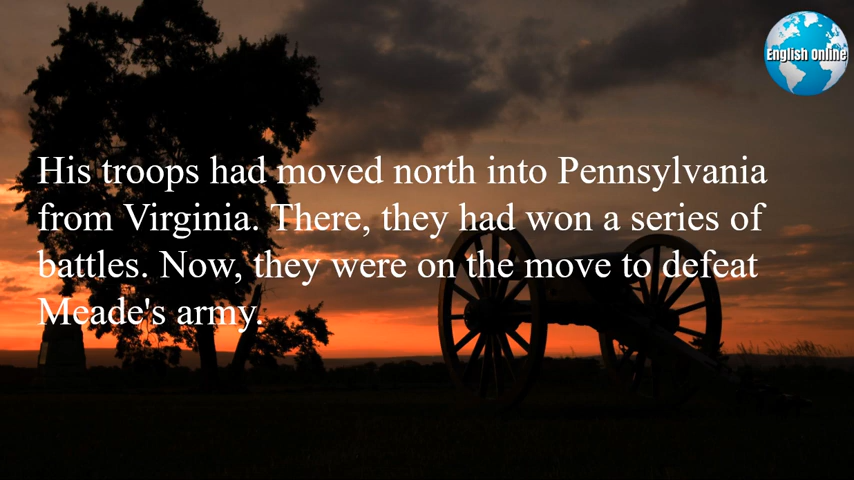 English Online
His troops had moved north into Pennsylvania
from Virginia. There, they had won a series of
battles. Now, they were on the move to defeat
Meade's army.